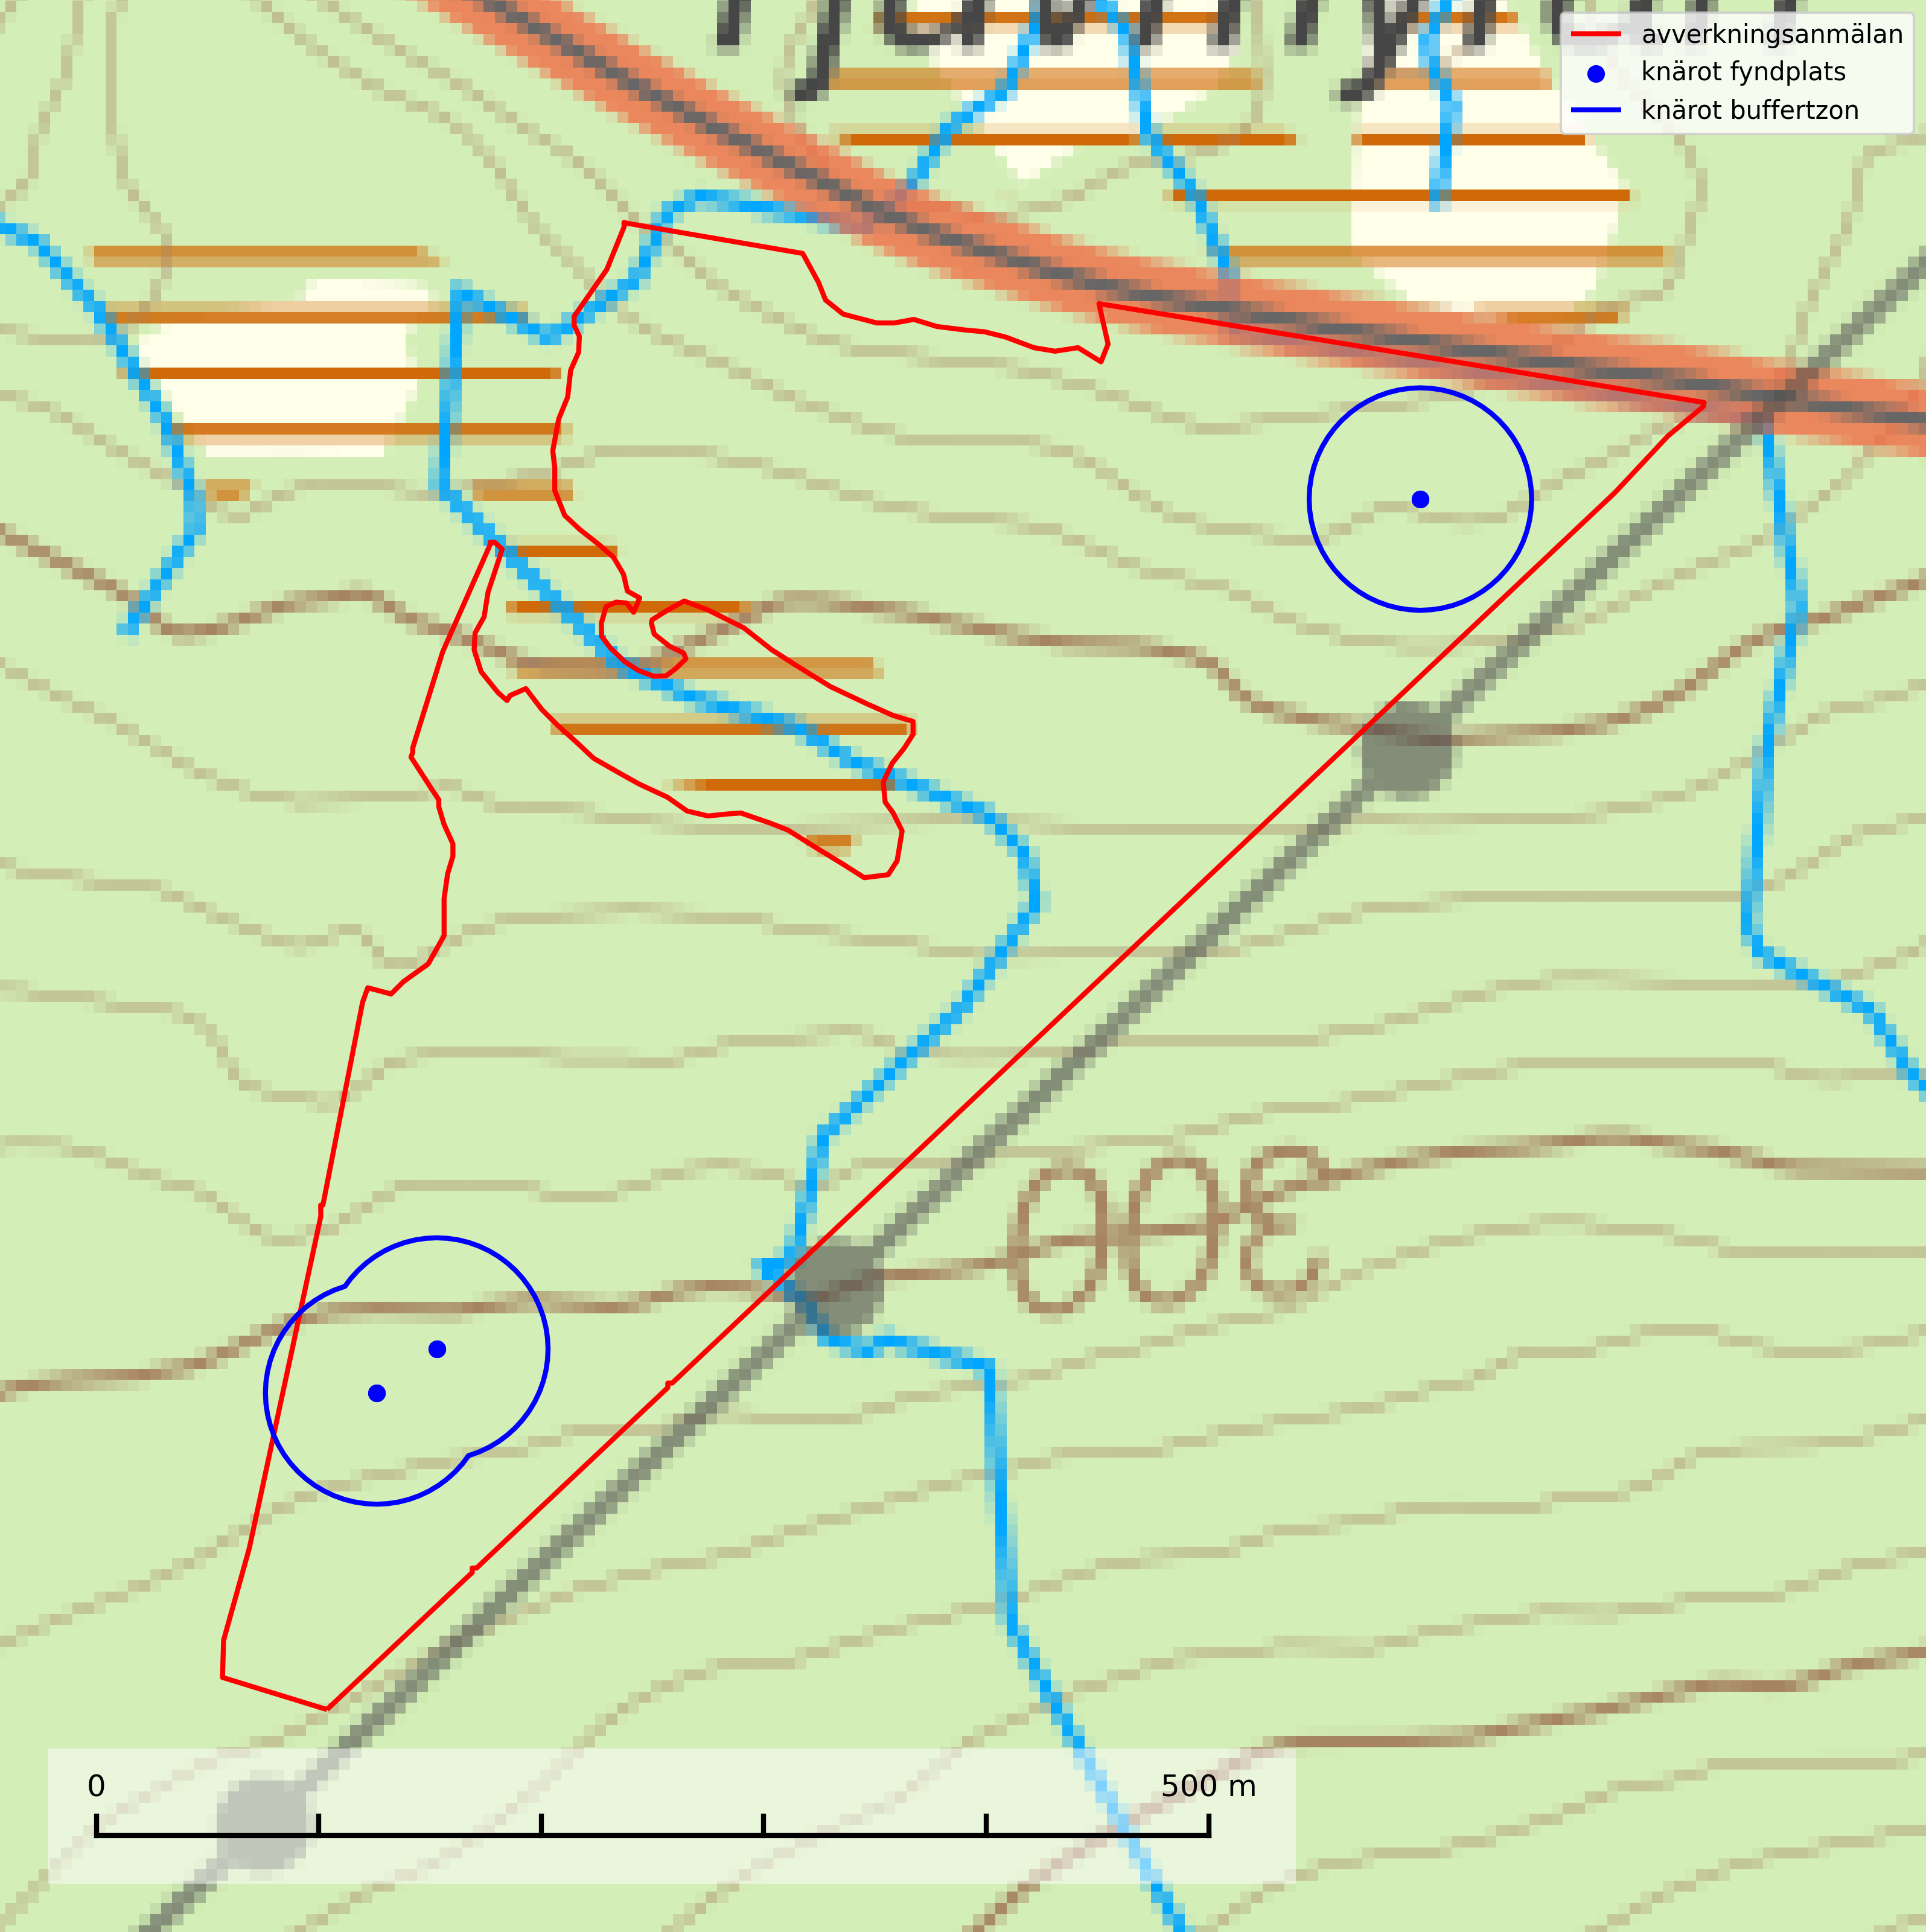 avverkningsanmälan
knärot fyndplats
knärot buffertzon
300
0 500 m